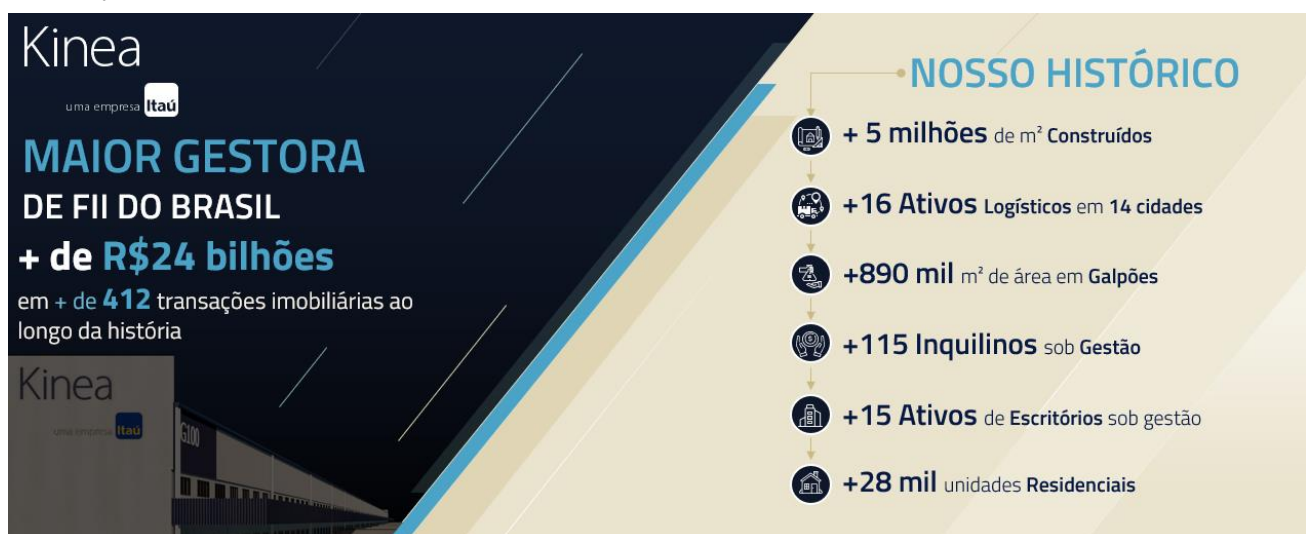 Kinea
uma empresa Itaú
MAIOR GESTORA
DE FII DO BRASIL
+ de R$24 bilhões
em + de 412 transações imobiliárias ao
longo da história
Kinea
uma empresa Itaú
G100
NOSSO HISTÓRICO
+ 5 milhões de m² Construídos
+16 Ativos Logísticos em 14 cidades
+890 mil m² de área em Galpões
+115 Inquilinos sob Gestão
+15 Ativos de Escritórios sob gestão
+28 mil unidades Residenciais